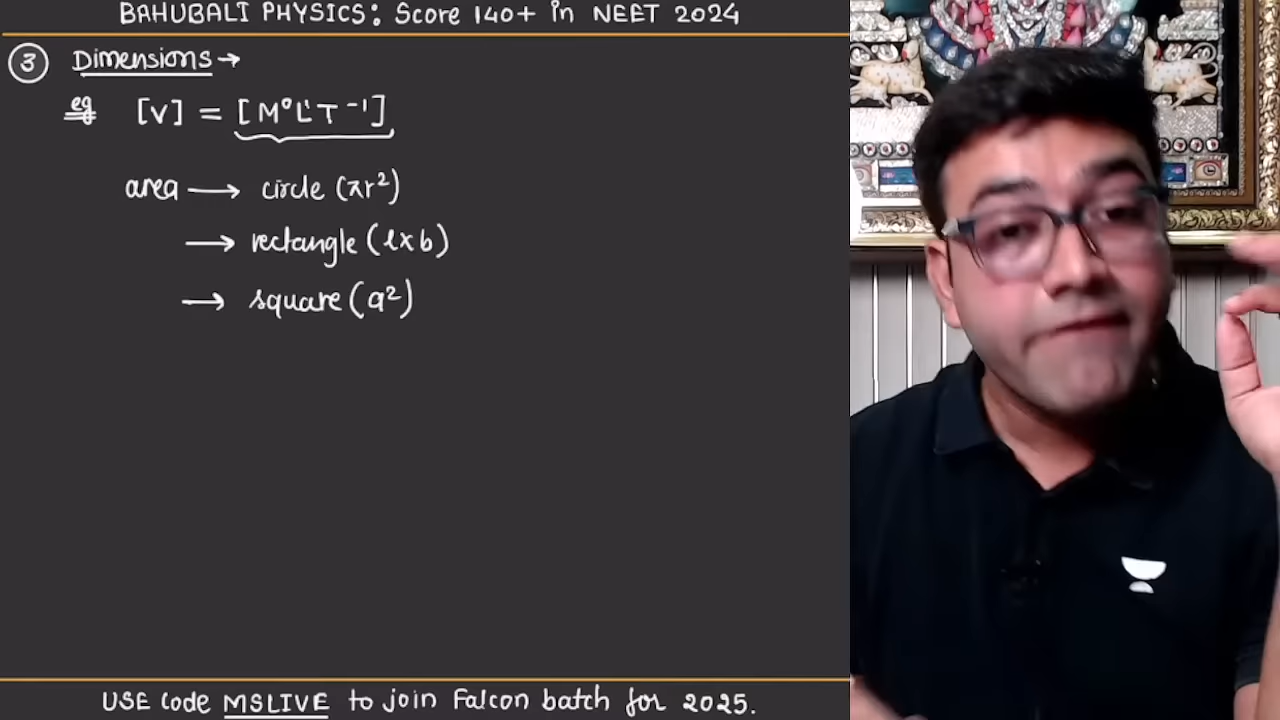 BAHUBALI PHYSICS: Score 140+ in NEET 2024
③ Dimensions →
eg [V] = [M⁰L¹T⁻¹]
area → circle (πr²)
→ rectangle (l×b)
→ square (a²)
USE Code MSLIVE to join Falcon batch for 2025.